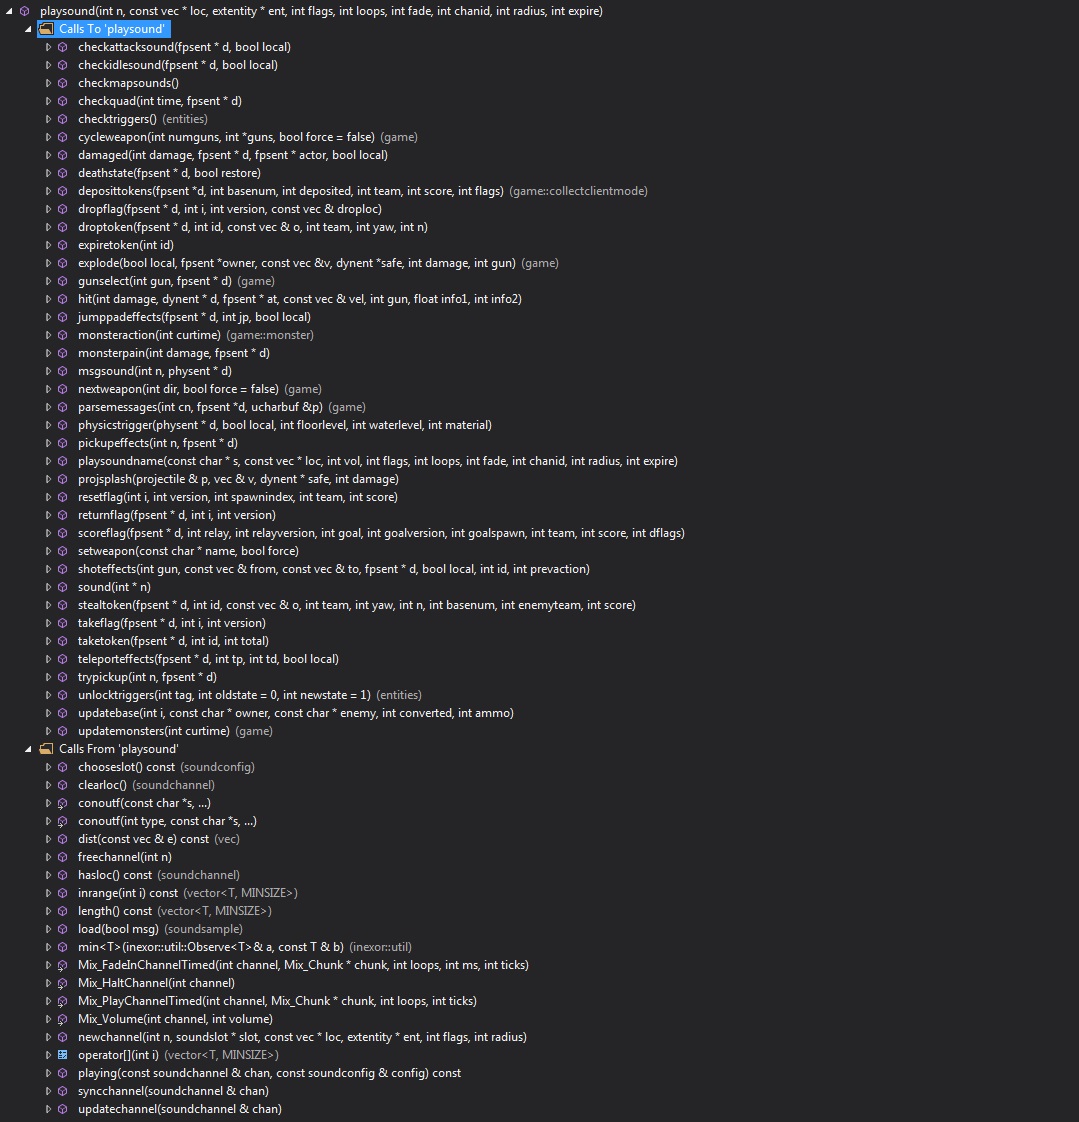 playsound(int n, const vec * loc, extentity * ent, int flags, int loops, int fade, int chanid, int radius, int expire)
Calls To 'playsound'
checkattacksound(fpsent * d, bool local)
checkidlesound(fpsent * d, bool local)
checkmapsounds()
checkquad(int time, fpsent * d)
checktriggers() (entities)
cycleweapon(int numguns, int *guns, bool force = false) (game)
damaged(int damage, fpsent * d, fpsent * actor, bool local)
deathstate(fpsent * d, bool restore)
deposittokens(fpsent *d, int basenum, int deposited, int team, int score, int flags) (game::collectclientmode)
dropflag(fpsent * d, int i, int version, const vec & droploc)
droptoken(fpsent * d, int id, const vec & o, int team, int yaw, int n)
expiretoken(int id)
explode(bool local, fpsent *owner, const vec &v, dynent *safe, int damage, int gun) (game)
gunselect(int gun, fpsent * d) (game)
hit(int damage, dynent * d, fpsent * at, const vec & vel, int gun, float info1, int info2)
jumppadeffects(fpsent * d, int jp, bool local)
monsteraction(int curtime) (game::monster)
monsterpain(int damage, fpsent * d)
msgsound(int n, physent * d)
nextweapon(int dir, bool force = false) (game)
parsemessages(int cn, fpsent *d, ucharbuf &p) (game)
physicstrigger(physent * d, bool local, int floorlevel, int waterlevel, int material)
pickupeffects(int n, fpsent * d)
playsoundname(const char * s, const vec * loc, int vol, int flags, int loops, int fade, int chanid, int radius, int expire)
projsplash(projectile & p, vec & v, dynent * safe, int damage)
resetflag(int i, int version, int spawnindex, int team, int score)
returnflag(fpsent * d, int i, int version)
scoreflag(fpsent * d, int relay, int relayversion, int goal, int goalversion, int goalspawn, int team, int score, int dflags)
setweapon(const char * name, bool force)
shoteffects(int gun, const vec & from, const vec & to, fpsent * d, bool local, int id, int prevaction)
sound(int * n)
stealtoken(fpsent * d, int id, const vec & o, int team, int yaw, int n, int basenum, int enemyteam, int score)
takeflag(fpsent * d, int i, int version)
taketoken(fpsent * d, int id, int total)
teleporteffects(fpsent * d, int tp, int td, bool local)
trypickup(int n, fpsent * d)
unlocktriggers(int tag, int oldstate = 0, int newstate = 1) (entities)
updatebase(int i, const char * owner, const char * enemy, int converted, int ammo)
updatemonsters(int curtime) (game)
Calls From 'playsound'
chooseslot() const (soundconfig)
clearloc() (soundchannel)
conoutf(const char *s, ...)
conoutf(int type, const char *s, ...)
dist(const vec & e) const (vec)
freechannel(int n)
hasloc() const (soundchannel)
inrange(int i) const (vector<T, MINSIZE>)
length() const (vector<T, MINSIZE>)
load(bool msg) (soundsample)
min<T>(inexor::util::Observe<T>& a, const T & b) (inexor::util)
Mix_FadeInChannelTimed(int channel, Mix_Chunk * chunk, int loops, int ms, int ticks)
Mix_HaltChannel(int channel)
Mix_PlayChannelTimed(int channel, Mix_Chunk * chunk, int loops, int ticks)
Mix_Volume(int channel, int volume)
newchannel(int n, soundslot * slot, const vec * loc, extentity * ent, int flags, int radius)
operator[](int i) (vector<T, MINSIZE>)
playing(const soundchannel & chan, const soundconfig & config) const
syncchannel(soundchannel & chan)
updatechannel(soundchannel & chan)